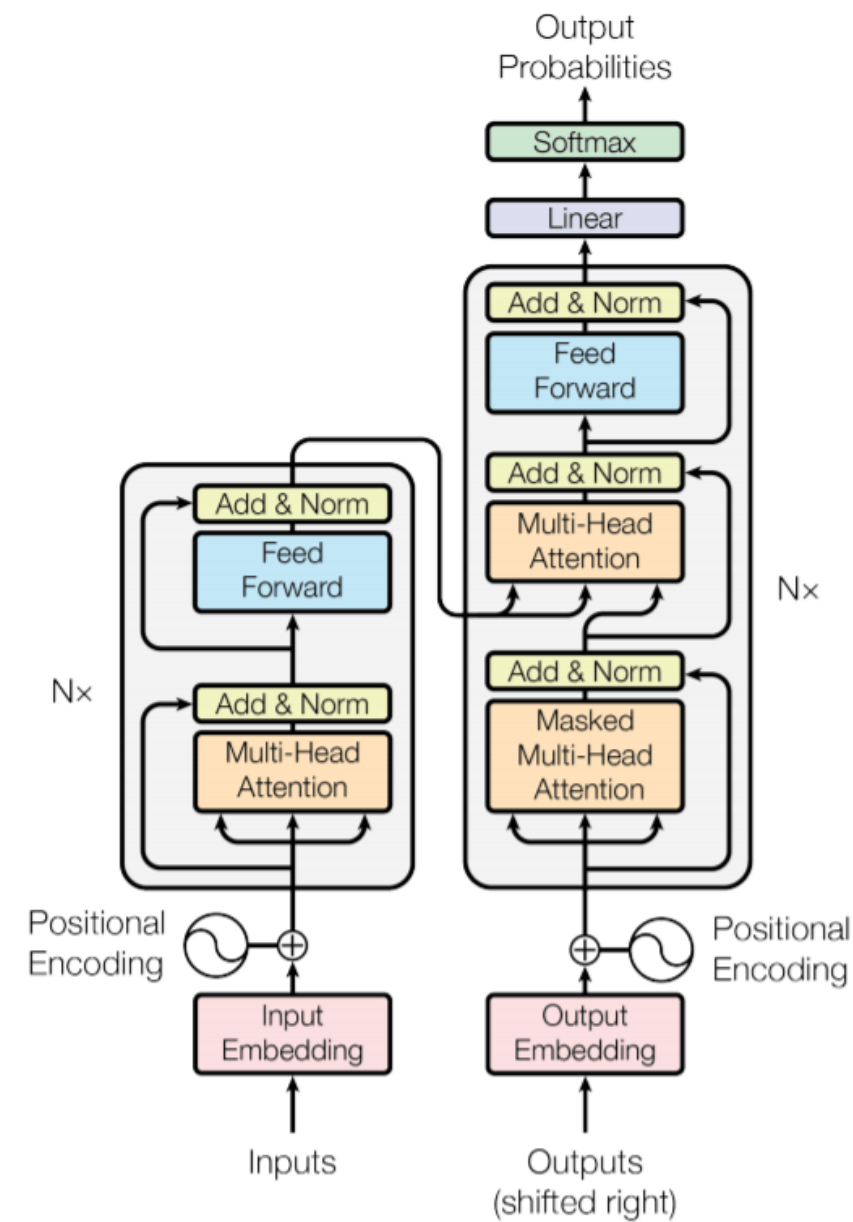 Output
Probabilities
Softmax
Linear
Add & Norm
Feed
Forward
Add & Norm
Multi-Head
Attention
Nx
Add & Norm
Masked
Multi-Head
Attention
Add & Norm
Feed
Forward
Nx
Add & Norm
Multi-Head
Attention
Positional
Encoding
Positional
Encoding
Input
Embedding
Output
Embedding
Inputs
Outputs
(shifted right)